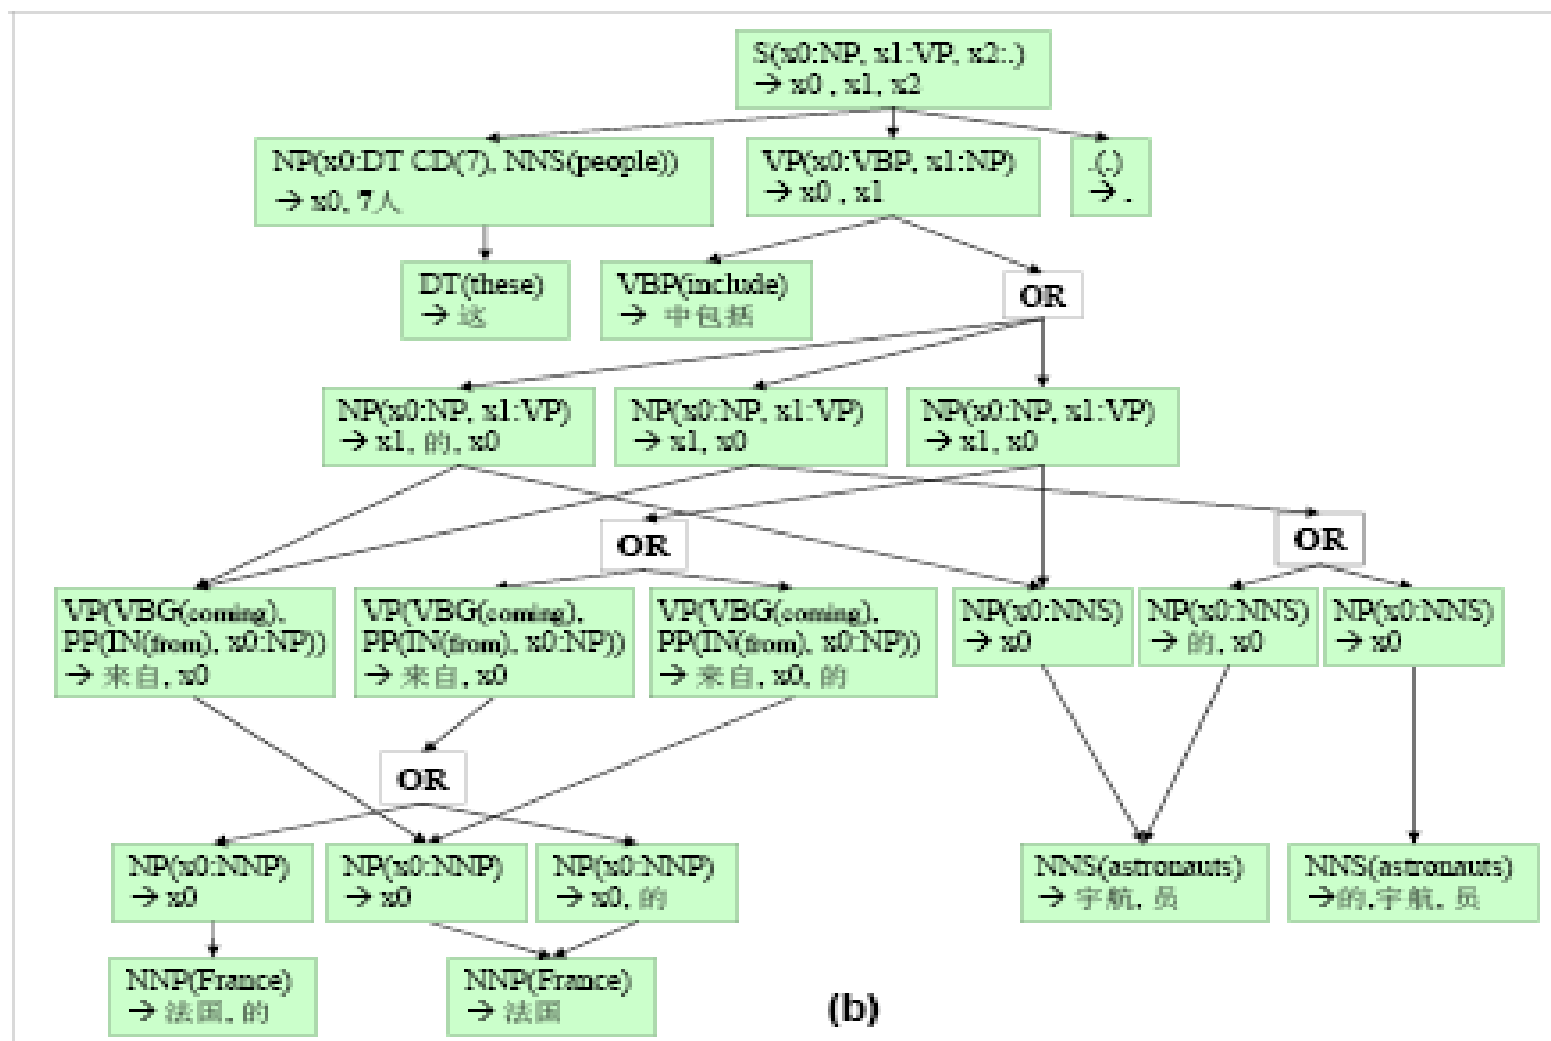 S(x0:NP, x1:VP, x2:.)
→ x0 , x1, x2
NP(x0:DT CD(7), NNS(people))
→ x0, 7人
VP(x0:VBP, x1:NP)
→ x0 , x1
.(.)
→ .
DT(these)
→ 这
VBP(include)
→ 中包括
OR
NP(x0:NP, x1:VP)
→ x1, 的, x0
NP(x0:NP, x1:VP)
→ x1, x0
NP(x0:NP, x1:VP)
→ x1, x0
OR
OR
VP(VBG(coming),
PP(IN(from), x0:NP))
→ 来自, x0
VP(VBG(coming),
PP(IN(from), x0:NP))
→ 来自, x0
VP(VBG(coming),
PP(IN(from), x0:NP))
→ 来自, x0, 的
NP(x0:NNS)
→ x0
NP(x0:NNS)
→ 的, x0
NP(x0:NNS)
→ x0
OR
NP(x0:NNP)
→ x0
NP(x0:NNP)
→ x0
NP(x0:NNP)
→ x0, 的
NNS(astronauts)
→ 宇航, 员
NNS(astronauts)
→的,宇航, 员
NNP(France)
→ 法国, 的
NNP(France)
→ 法国
(b)